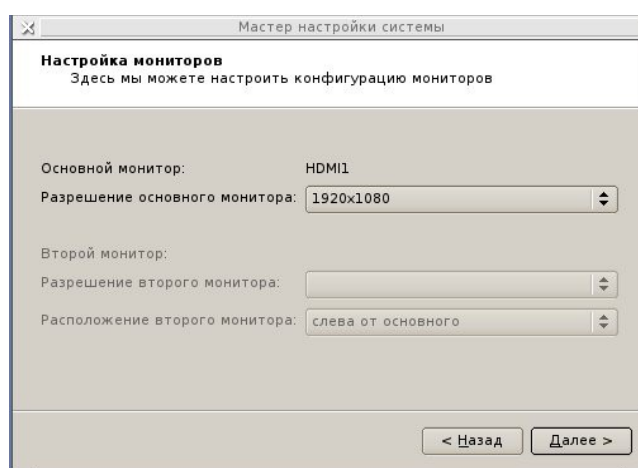 Мастер настройки системы
Настройка мониторов
Здесь мы можете настроить конфигурацию мониторов
Основной монитор: HDMI1
Разрешение основного монитора: 1920x1080
Второй монитор:
Разрешение второго монитора:
Расположение второго монитора: слева от основного
< Назад Далее >